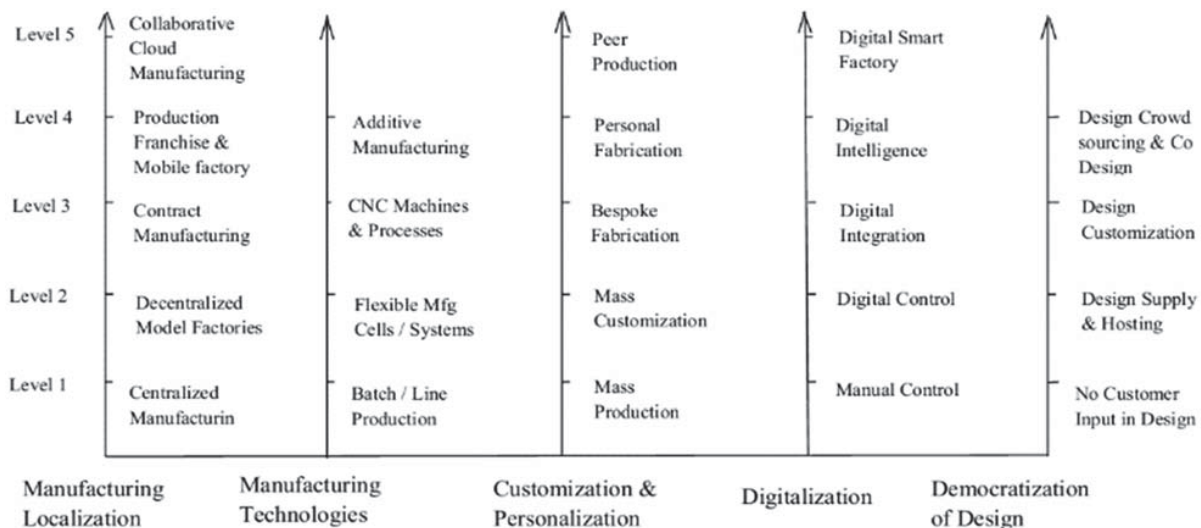 Level 5
Collaborative
Cloud
Manufacturing
Peer
Production
Digital Smart
Factory
Level 4
Production
Franchise &
Mobile factory
Additive
Manufacturing
Personal
Fabrication
Digital
Intelligence
Design Crowd
sourcing & Co
Design
Level 3
Contract
Manufacturing
CNC Machines
& Processes
Bespoke
Fabrication
Digital
Integration
Design
Customization
Level 2
Decentralized
Model Factories
Flexible Mfg
Cells / Systems
Mass
Customization
Digital Control
Design Supply
& Hosting
Level 1
Centralized
Manufacturin
Batch / Line
Production
Mass
Production
Manual Control
No Customer
Input in Design
Manufacturing
Localization
Manufacturing
Technologies
Customization &
Personalization
Digitalization
Democratization
of Design